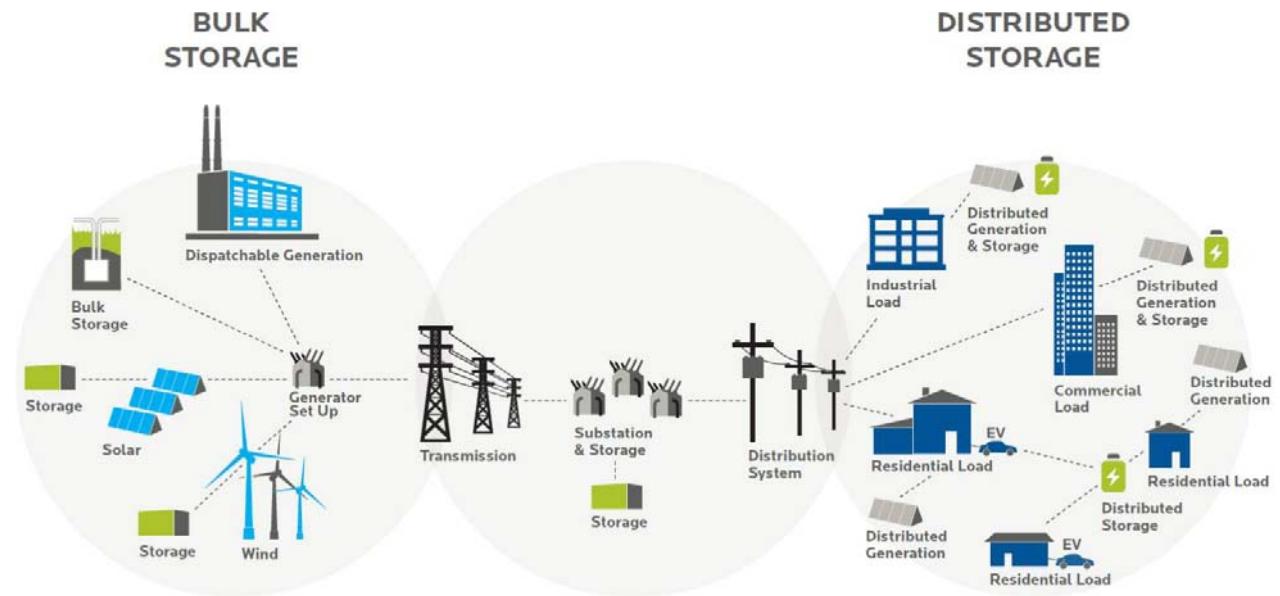 BULK
STORAGE
DISTRIBUTED
STORAGE
Dispatchable Generation
Bulk
Storage
Storage
Solar
Generator
Set Up
Storage
Wind
Transmission
Substation
& Storage
Storage
Distribution
System
Industrial
Load
Distributed
Generation
& Storage
Commercial
Load
Distributed
Generation
& Storage
Distributed
Generation
EV
Residential Load
Residential Load
Distributed
Storage
Distributed
Generation
EV
Residential Load